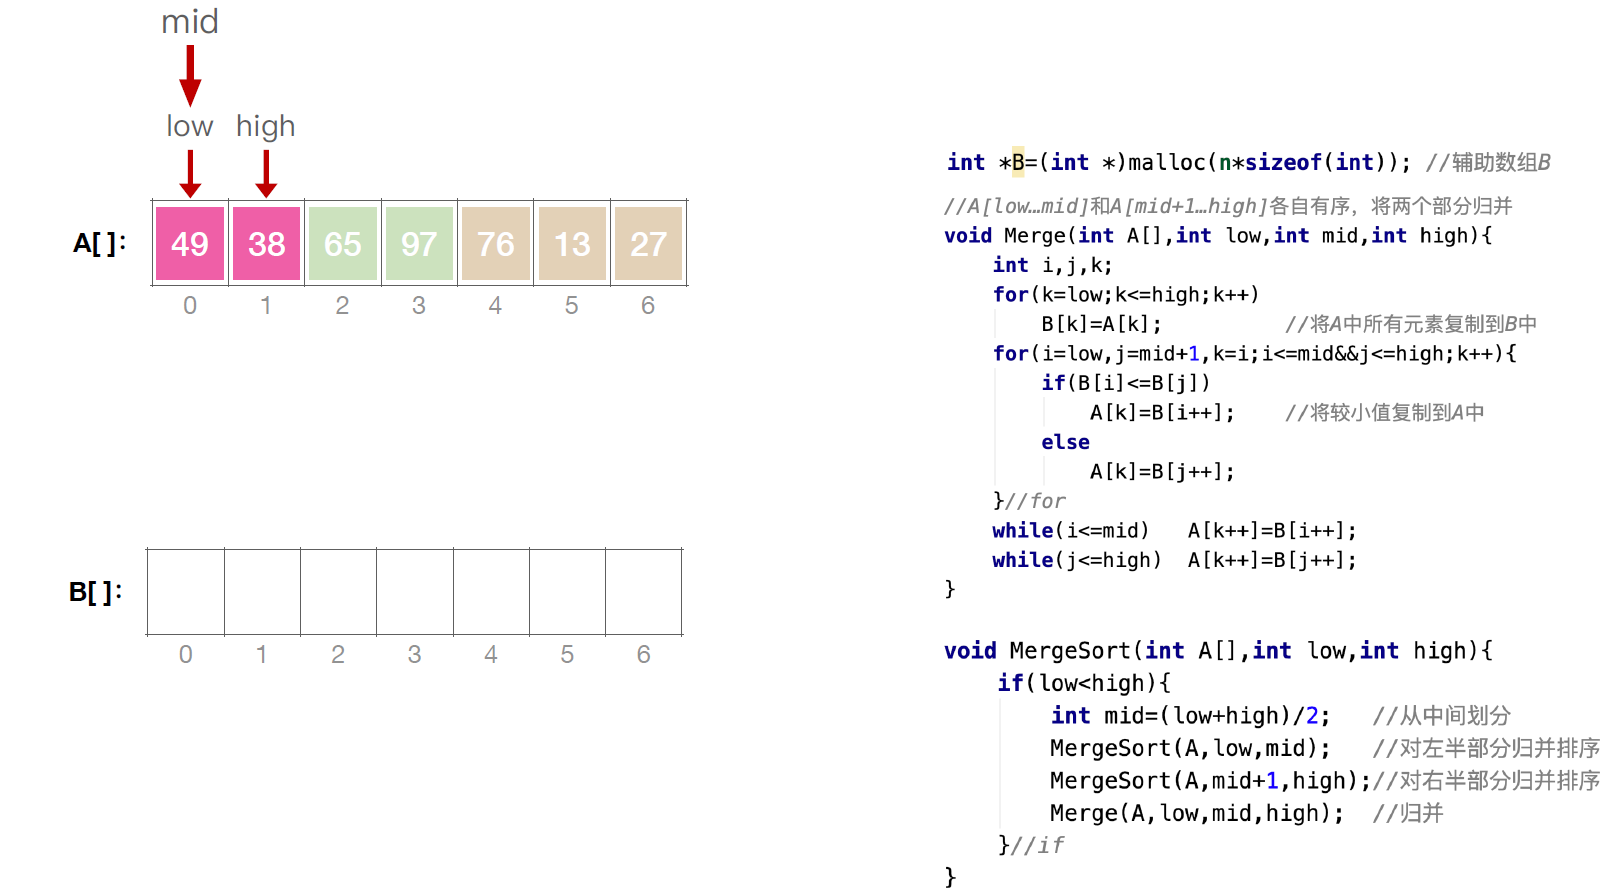 mid
low high
A[ ]: 49 38 65 97 76 13 27
0 1 2 3 4 5 6
B[ ]:
0 1 2 3 4 5 6
int *B=(int *)malloc(n*sizeof(int)); //辅助数组B
//A[low…mid]和A[mid+1…high]各自有序，将两个部分归并
void Merge(int A[],int low,int mid,int high){
int i,j,k;
for(k=low;k<=high;k++)
B[k]=A[k]; //将A中所有元素复制到B中
for(i=low,j=mid+1,k=i;i<=mid&&j<=high;k++){
if(B[i]<=B[j])
A[k]=B[i++]; //将较小值复制到A中
else
A[k]=B[j++];
}//for
while(i<=mid) A[k++]=B[i++];
while(j<=high) A[k++]=B[j++];
}
void MergeSort(int A[],int low,int high){
if(low<high){
int mid=(low+high)/2; //从中间划分
MergeSort(A,low,mid); //对左半部分归并排序
MergeSort(A,mid+1,high);//对右半部分归并排序
Merge(A,low,mid,high); //归并
}//if
}